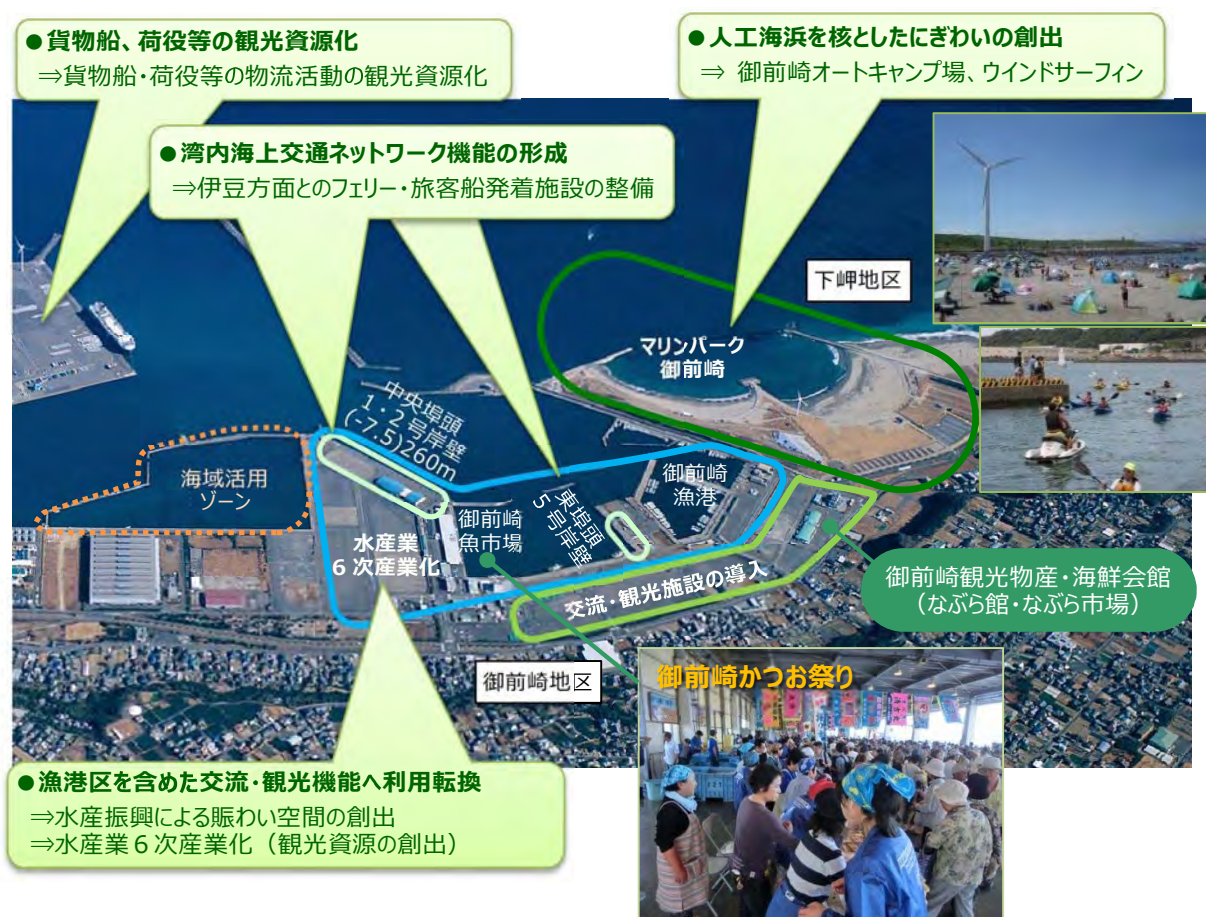 ●貨物船、荷役等の観光資源化
⇒貨物船・荷役等の物流活動の観光資源化
●人工海浜を核としたにぎわいの創出
⇒ 御前崎オートキャンプ場、ウインドサーフィン
●湾内海上交通ネットワーク機能の形成
⇒伊豆方面とのフェリー・旅客船発着施設の整備
下岬地区
マリンパーク
御前崎
中央埠頭
1・2号岸壁
(-7.5)260m
海域活用
ゾーン
御前崎
漁港
東埠頭
5号岸壁
御前崎
魚市場
水産業
6次産業化
交流・観光施設の導入
御前崎観光物産・海鮮会館
（なぶら館・なぶら市場）
御前崎地区
御前崎かつお祭り
●漁港区を含めた交流・観光機能へ利用転換
⇒水産振興による賑わい空間の創出
⇒水産業6次産業化（観光資源の創出）